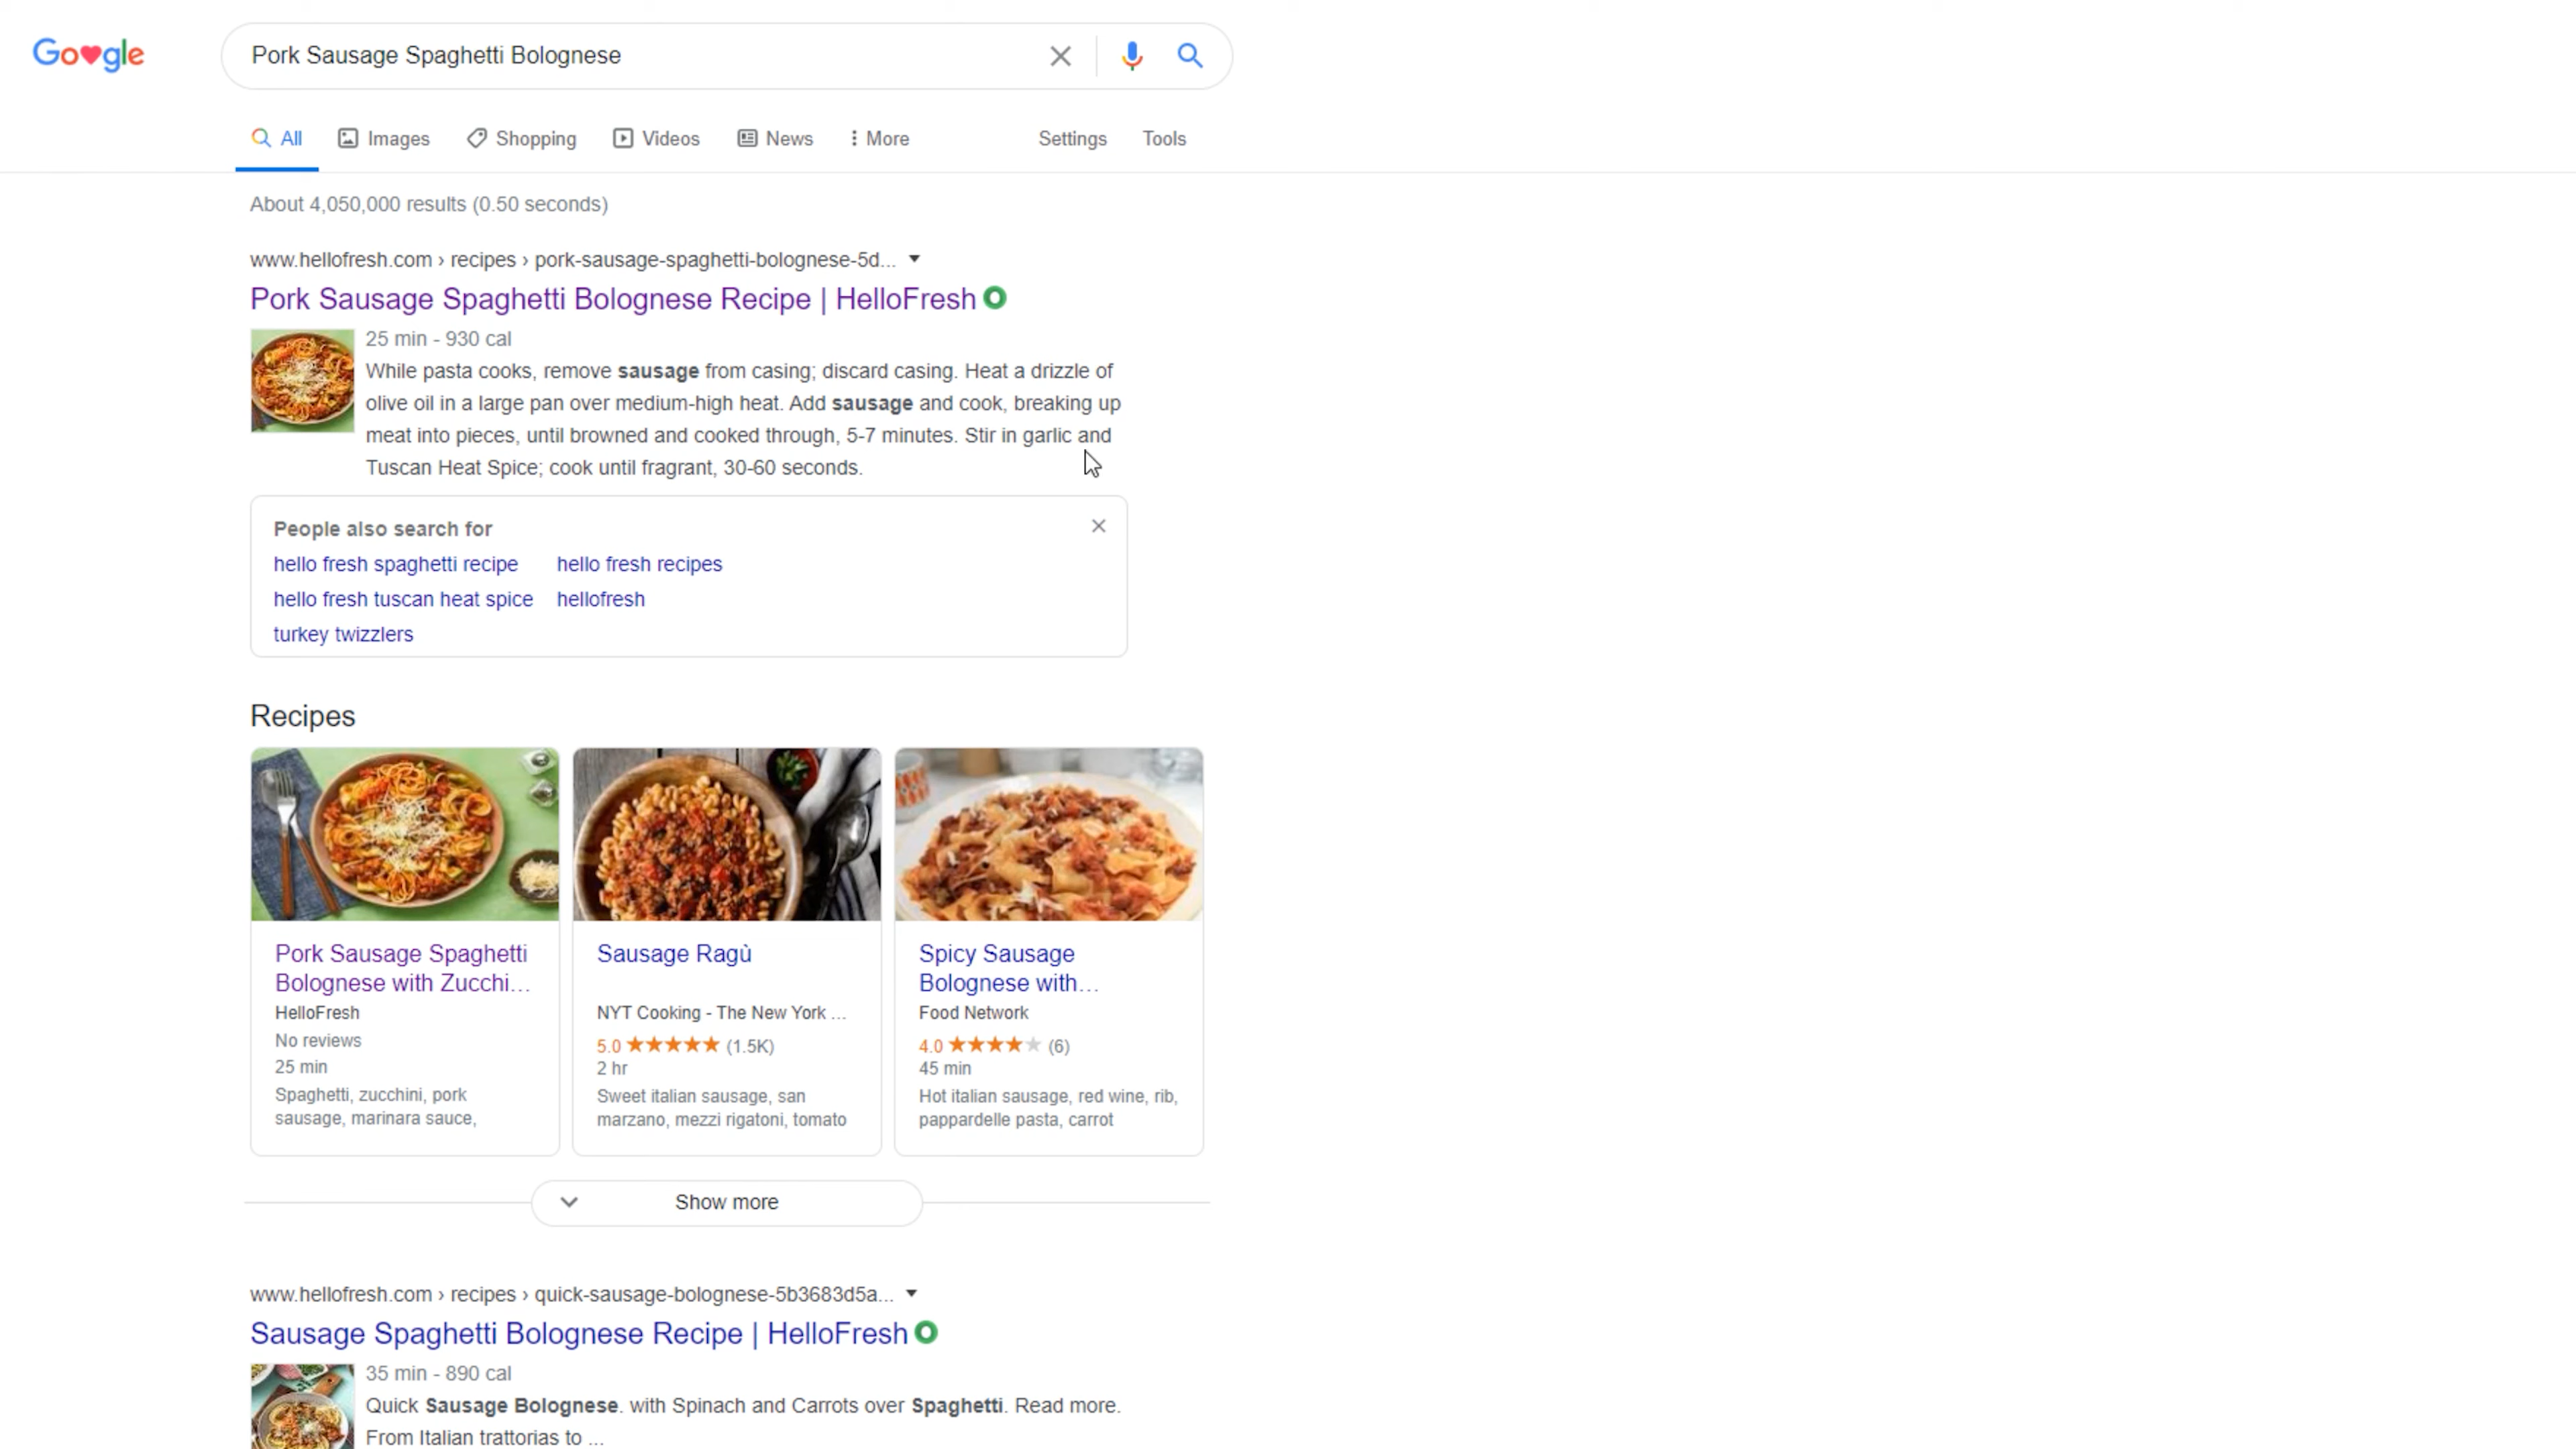 Google
Pork Sausage Spaghetti Bolognese
All Images Shopping Videos News More Settings Tools
About 4,050,000 results (0.50 seconds)
www.hellofresh.com › recipes › pork-sausage-spaghetti-bolognese-5d...
Pork Sausage Spaghetti Bolognese Recipe | HelloFresh
25 min - 930 cal
While pasta cooks, remove sausage from casing; discard casing. Heat a drizzle of
olive oil in a large pan over medium-high heat. Add sausage and cook, breaking up
meat into pieces, until browned and cooked through, 5-7 minutes. Stir in garlic and
Tuscan Heat Spice; cook until fragrant, 30-60 seconds.
People also search for
hello fresh spaghetti recipe hello fresh recipes
hello fresh tuscan heat spice hellofresh
turkey twizzlers
Recipes
Pork Sausage Spaghetti
Bolognese with Zucchi...
HelloFresh
No reviews
25 min
Spaghetti, zucchini, pork
sausage, marinara sauce,
Sausage Ragù
NYT Cooking - The New York ...
5.0 ★★★★★ (1.5K)
2 hr
Sweet italian sausage, san
marzano, mezzi rigatoni, tomato
Spicy Sausage
Bolognese with...
Food Network
4.0 ★★★★★ (6)
45 min
Hot italian sausage, red wine, rib,
pappardelle pasta, carrot
Show more
www.hellofresh.com › recipes › quick-sausage-bolognese-5b3683d5a...
Sausage Spaghetti Bolognese Recipe | HelloFresh
35 min - 890 cal
Quick Sausage Bolognese. with Spinach and Carrots over Spaghetti. Read more.
From Italian trattorias to ...